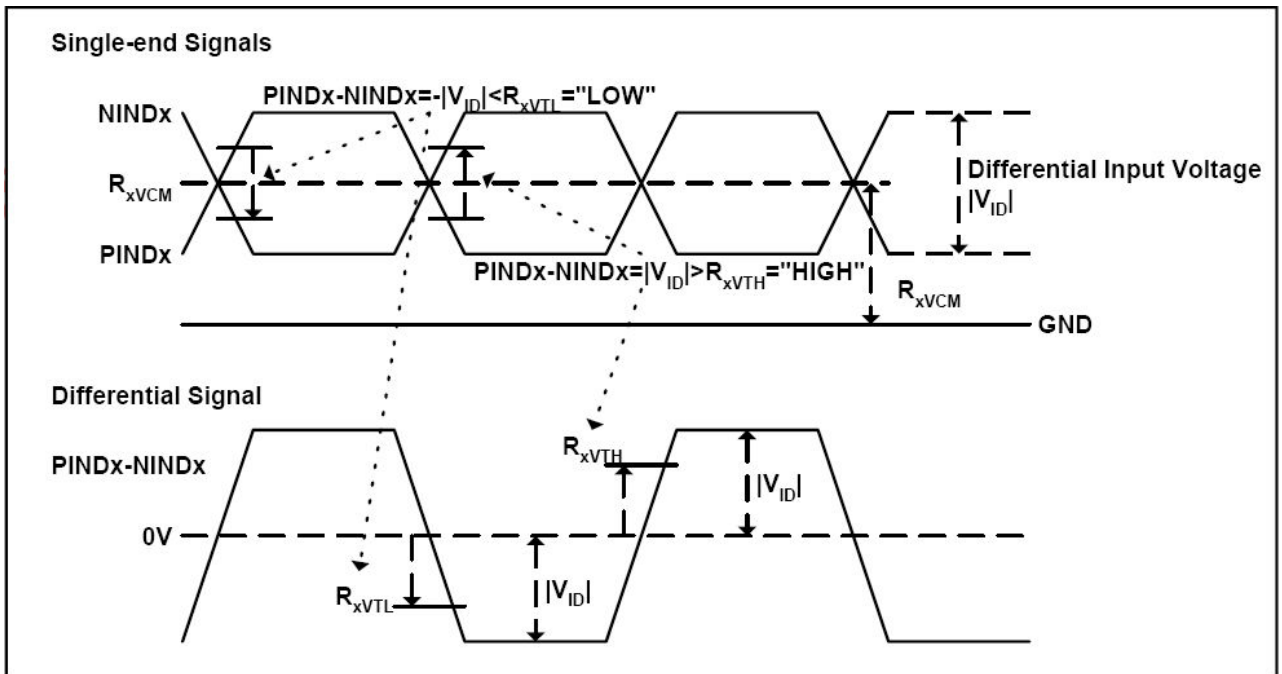 Single-end Signals
PINDx-NINDx=-|VID|<RxVTL="LOW"
NINDx
Differential Input Voltage
|VID|
RxVCM
PINDx
PINDx-NINDx=|VID|>RxVTH="HIGH"
RxVCM
GND
Differential Signal
RxVTH
PINDx-NINDx
|VID|
0V
RxVTL
|VID|